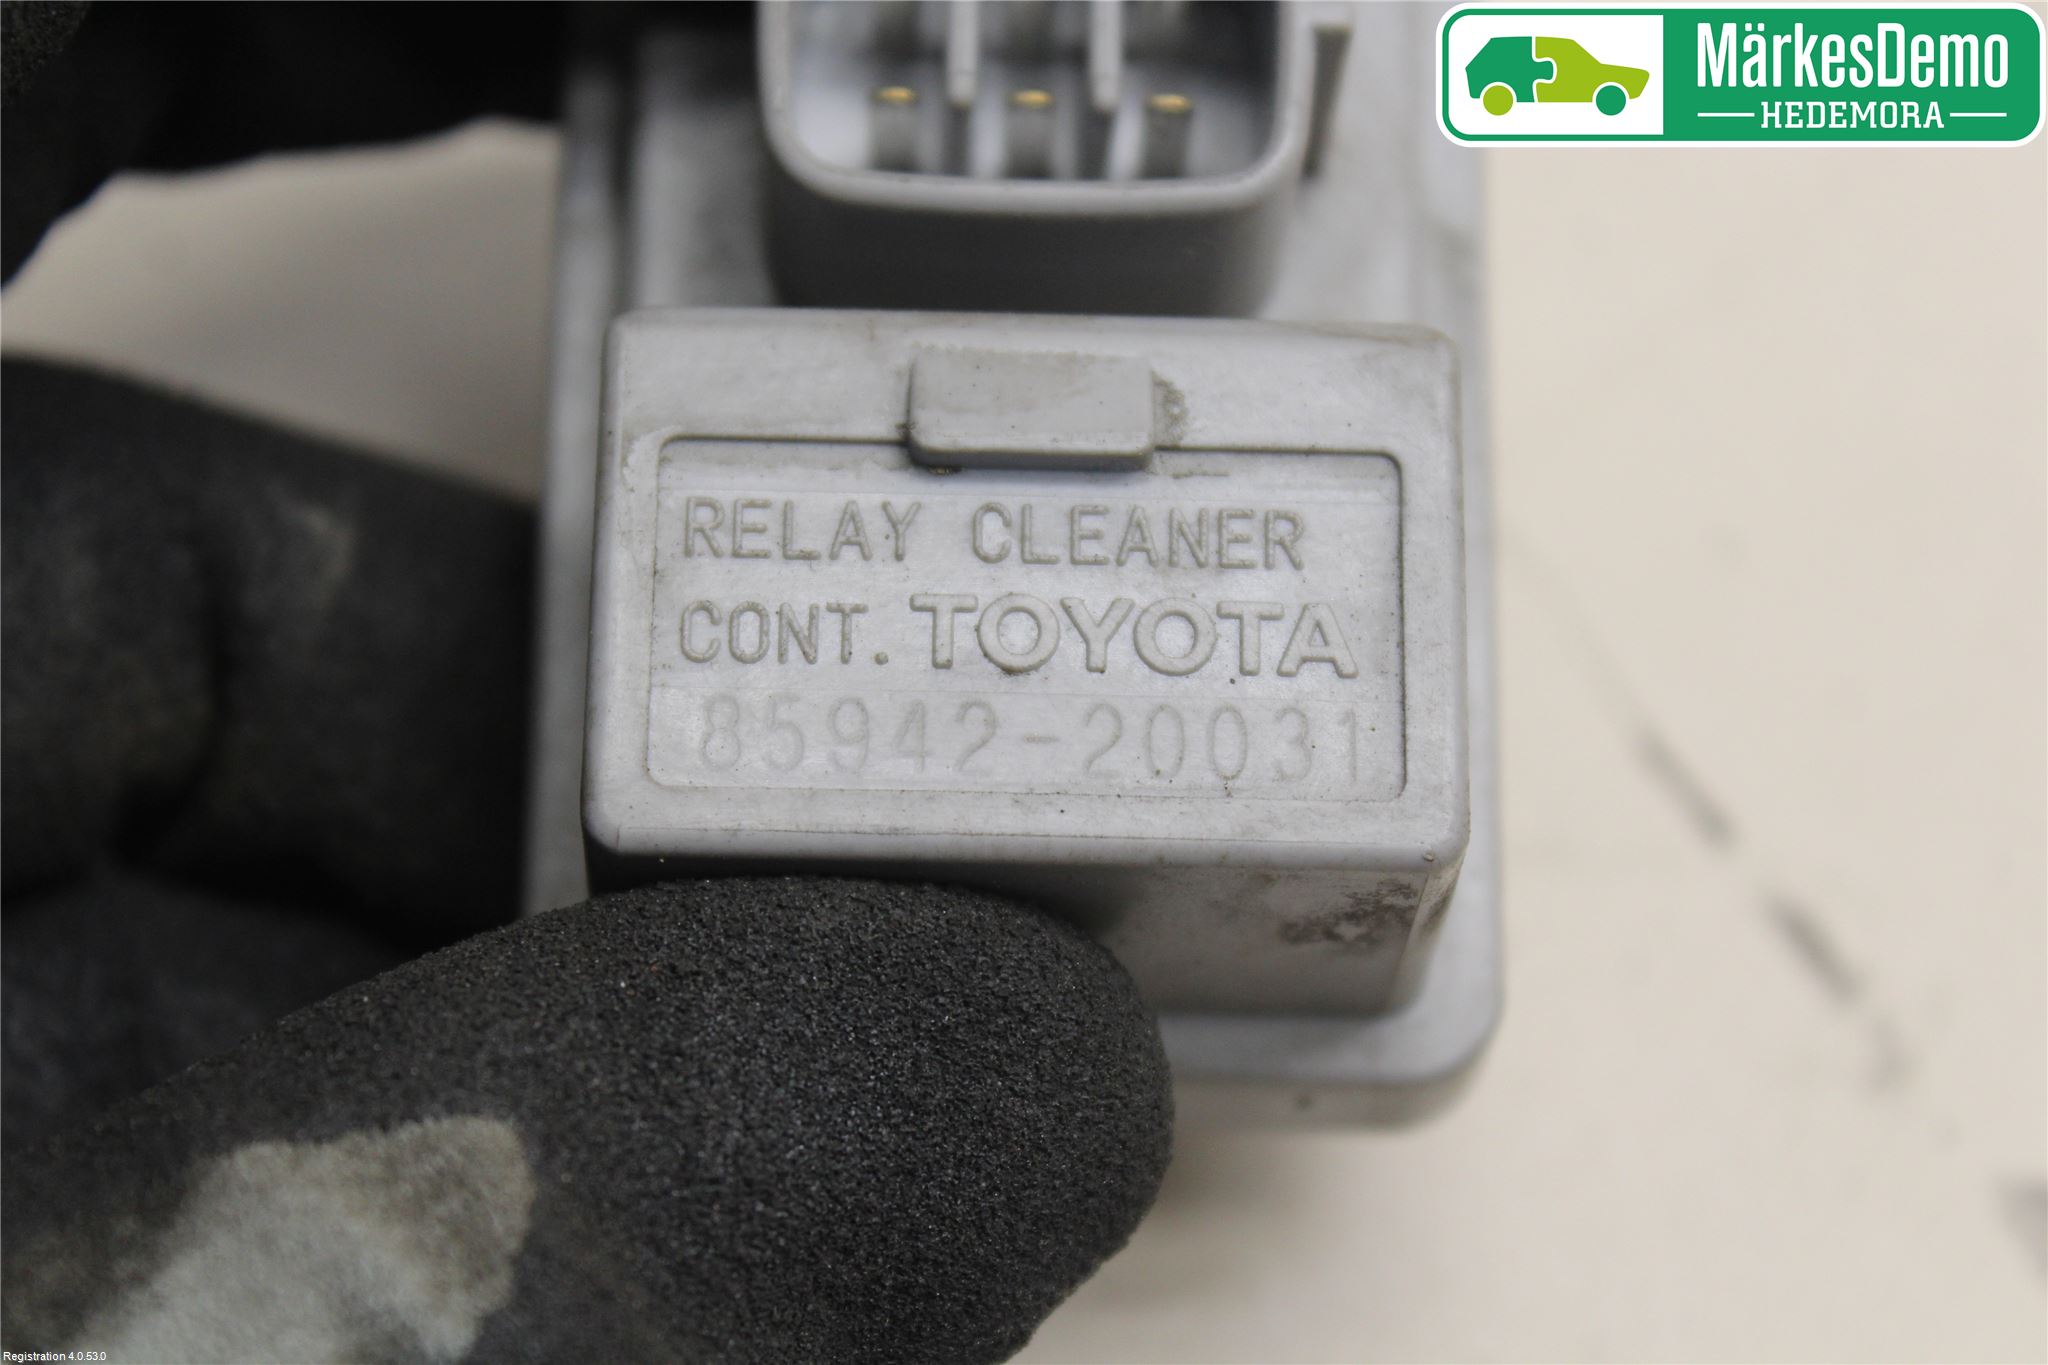 MärkesDemo
HEDEMORA
RELAY CLEANER
CONT. TOYOTA
85942-20031
Registration 4.0.53.0